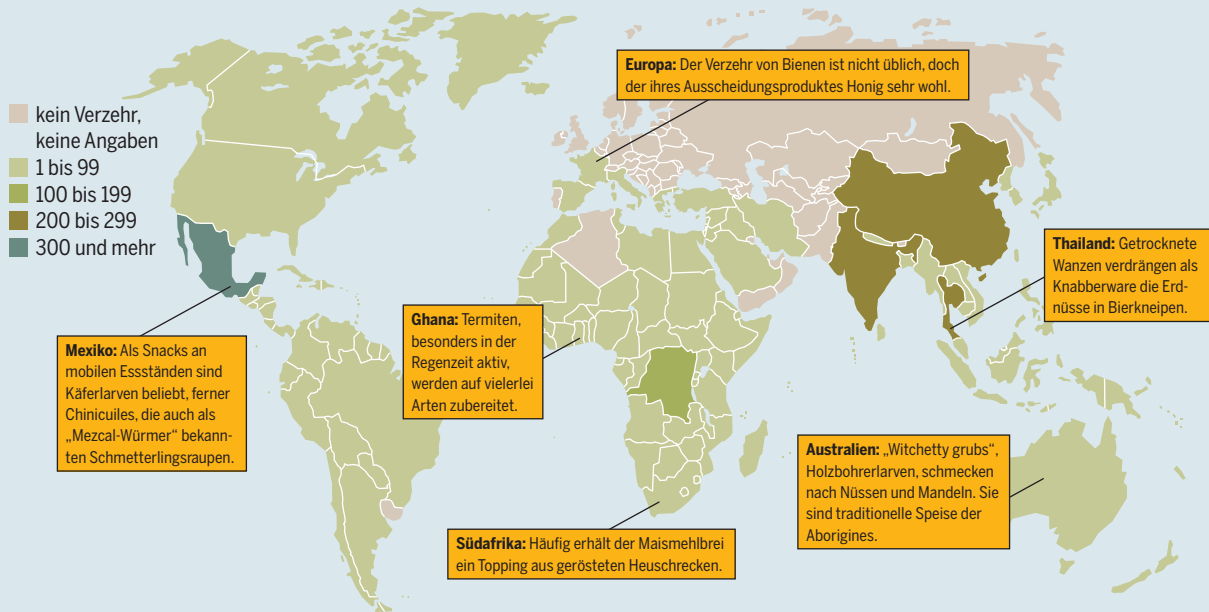 Europa: Der Verzehr von Bienen ist nicht üblich, doch
der ihres Ausscheidungsproduktes Honig sehr wohl.
kein Verzehr,
keine Angaben
1 bis 99
100 bis 199
200 bis 299
300 und mehr
Thailand: Getrocknete
Wanzen verdrängen als
Knabberware die Erd-
nüsse in Bierkneipen.
Ghana: Termiten,
besonders in der
Regenzeit aktiv,
werden auf vielerlei
Arten zubereitet.
Mexiko: Als Snacks an
mobilen Essständen sind
Käferlarven beliebt, ferner
Chinicuiles, die auch als
„Mezcal-Würmer“ bekann-
ten Schmetterlingsraupen.
Australien: „Witchetty grubs“,
Holzbohrerlarven, schmecken
nach Nüssen und Mandeln. Sie
sind traditionelle Speise der
Aborigines.
Südafrika: Häufig erhält der Maismehlbrei
ein Topping aus gerösteten Heuschrecken.